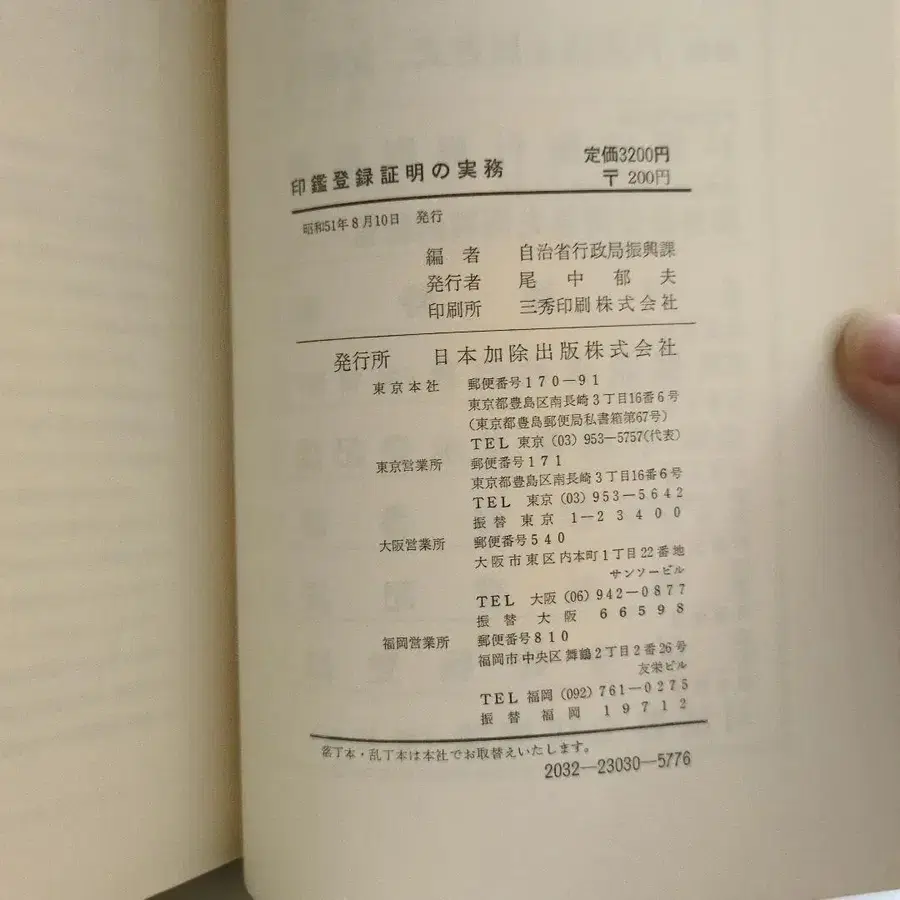 印鑑登録証明の実務
定価3200円
〒 200円
昭和51年8月10日 発行
編者 自治省行政局振興課
発行者 尾中郁夫
印刷所 三秀印刷株式会社
発行所 日本加除出版株式会社
東京本社 郵便番号170―91
東京都豊島区南長崎3丁目16番6号
(東京都豊島郵便局私書箱第67号)
TEL 東京 (03) 953―5757(代表)
東京営業所 郵便番号171
東京都豊島区南長崎3丁目16番6号
TEL 東京 (03) 953―5642
振替 東京 1―23400
大阪営業所 郵便番号540
大阪市東区内本町1丁目22番地
サンソービル
TEL 大阪 (06) 942―0877
振替 大阪 66598
福岡営業所 郵便番号810
福岡市中央区舞鶴2丁目2番26号
友栄ビル
TEL 福岡 (092) 761―0275
振替 福岡 19712
落丁本・乱丁本は本社でお取替えいたします。
2032―23030―5776